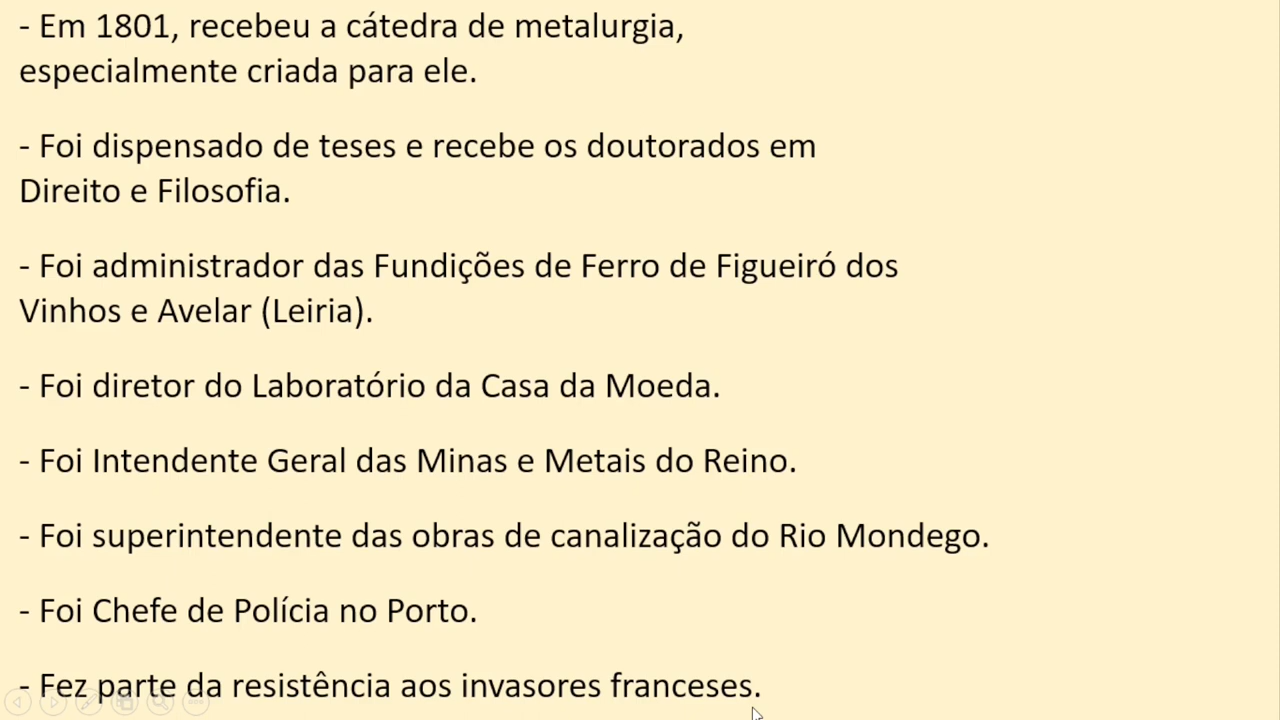 - Em 1801, recebeu a cátedra de metalurgia,
especialmente criada para ele.
- Foi dispensado de teses e recebe os doutorados em
Direito e Filosofia.
- Foi administrador das Fundições de Ferro de Figueiró dos
Vinhos e Avelar (Leiria).
- Foi diretor do Laboratório da Casa da Moeda.
- Foi Intendente Geral das Minas e Metais do Reino.
- Foi superintendente das obras de canalização do Rio Mondego.
- Foi Chefe de Polícia no Porto.
- Fez parte da resistência aos invasores franceses.